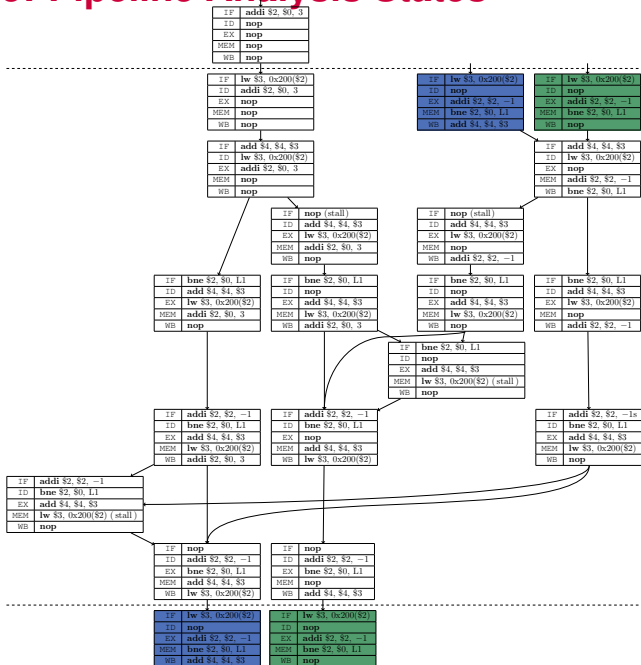 of Pipeline Analysis States
IF addi $2, $0, 3
ID nop
EX nop
MEM nop
WB nop
IF lw $3, 0x200($2)
ID addi $2, $0, 3
EX nop
MEM nop
WB nop
IF lw $3, 0x200($2)
ID nop
EX addi $2, $2, −1
MEM bne $2, $0, L1
WB add $4, $4, $3
IF lw $3, 0x200($2)
ID nop
EX addi $2, $2, −1
MEM bne $2, $0, L1
WB nop
IF add $4, $4, $3
ID lw $3, 0x200($2)
EX addi $2, $0, 3
MEM nop
WB nop
IF add $4, $4, $3
ID lw $3, 0x200($2)
EX nop
MEM addi $2, $2, −1
WB bne $2, $0, L1
IF nop (stall)
ID add $4, $4, $3
EX lw $3, 0x200($2)
MEM addi $2, $0, 3
WB nop
IF nop (stall)
ID add $4, $4, $3
EX lw $3, 0x200($2)
MEM nop
WB addi $2, $2, −1
IF bne $2, $0, L1
ID add $4, $4, $3
EX lw $3, 0x200($2)
MEM addi $2, $0, 3
WB nop
IF bne $2, $0, L1
ID nop
EX add $4, $4, $3
MEM lw $3, 0x200($2)
WB addi $2, $0, 3
IF bne $2, $0, L1
ID nop
EX add $4, $4, $3
MEM lw $3, 0x200($2)
WB nop
IF bne $2, $0, L1
ID add $4, $4, $3
EX lw $3, 0x200($2)
MEM nop
WB addi $2, $2, −1
IF bne $2, $0, L1
ID nop
EX add $4, $4, $3
MEM lw $3, 0x200($2) (stall)
WB nop
IF addi $2, $2, −1
ID bne $2, $0, L1
EX add $4, $4, $3
MEM lw $3, 0x200($2)
WB addi $2, $0, 3
IF addi $2, $2, −1
ID bne $2, $0, L1
EX nop
MEM add $4, $4, $3
WB lw $3, 0x200($2)
IF addi $2, $2, −1s
ID bne $2, $0, L1
EX add $4, $4, $3
MEM lw $3, 0x200($2)
WB nop
IF addi $2, $2, −1
ID bne $2, $0, L1
EX add $4, $4, $3
MEM lw $3, 0x200($2) (stall)
WB nop
IF nop
ID addi $2, $2, −1
EX bne $2, $0, L1
MEM add $4, $4, $3
WB lw $3, 0x200($2)
IF nop
ID addi $2, $2, −1
EX bne $2, $0, L1
MEM nop
WB add $4, $4, $3
IF lw $3, 0x200($2)
ID nop
EX addi $2, $2, −1
MEM bne $2, $0, L1
WB add $4, $4, $3
IF lw $3, 0x200($2)
ID nop
EX addi $2, $2, −1
MEM bne $2, $0, L1
WB nop